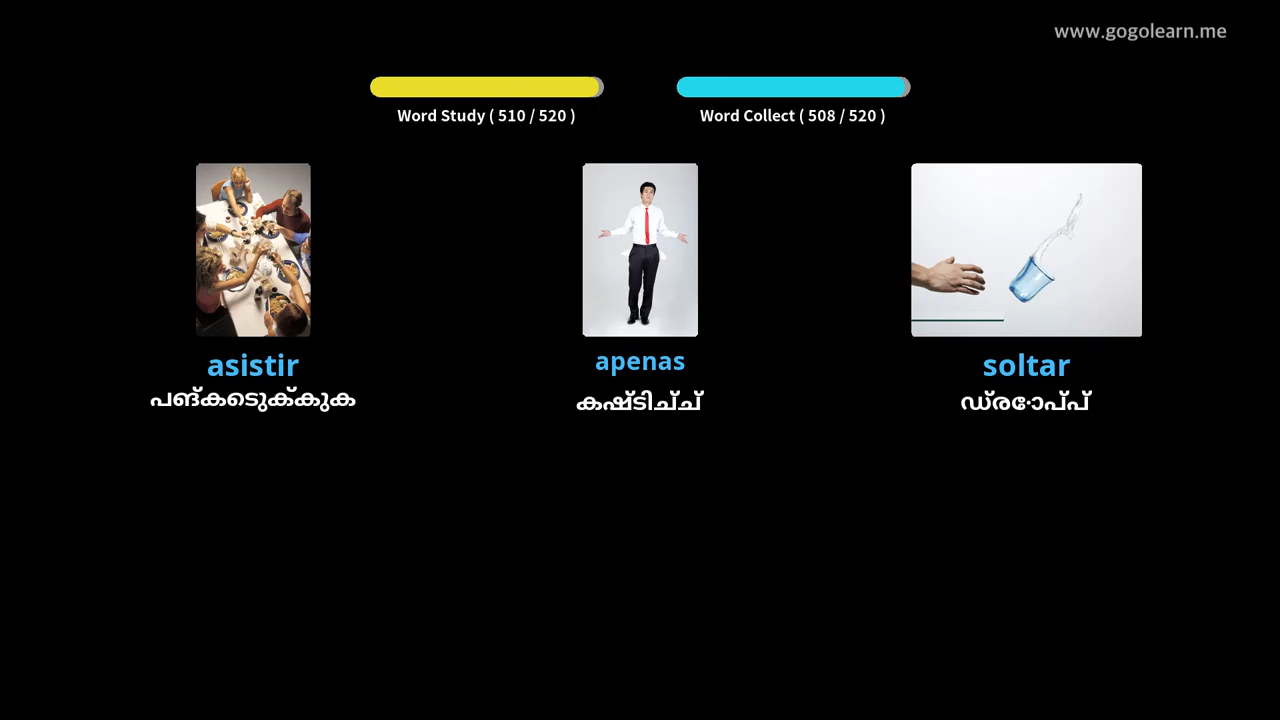 www.gogolearn.me
Word Study ( 510 / 520 )
Word Collect ( 508 / 520 )
asistir
പങ്കെടുക്കുക
apenas
കഷ്ടിച്ച്
soltar
ഡ്രോപ്പ്